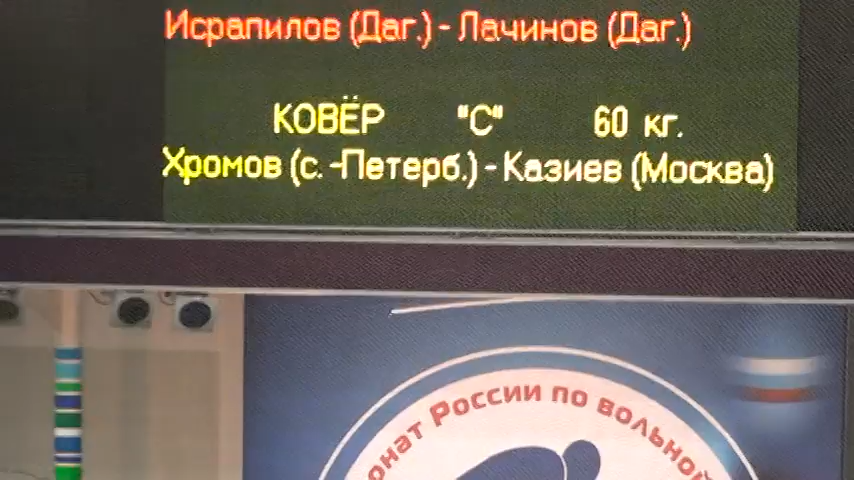 Исрапилов (Даг.) - Лачинов (Даг.)
КОВЁР "С" 60 кг.
Хромов (с. -Петерб.) - Казиев (Москва)
онат России по вольной